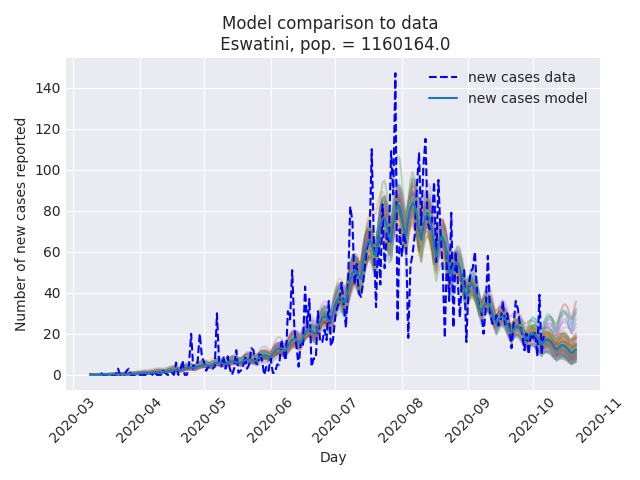 Model comparison to data
Eswatini, pop. = 1160164.0
new cases data
new cases model
Number of new cases reported
140
120
100
80
60
40
20
0
2020-03
2020-04
2020-05
2020-06
2020-07
2020-08
2020-09
2020-10
2020-11
Day